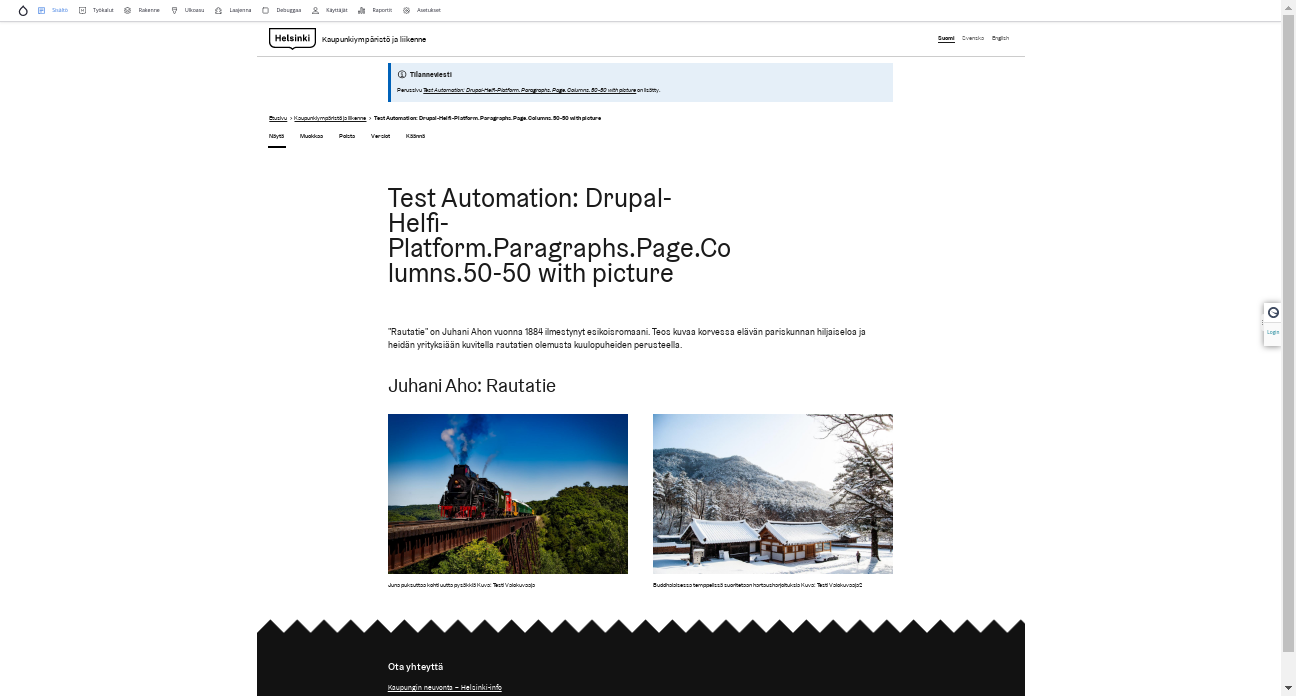 Sisältö Työkalut Rakenne Ulkoasu Laajenna Debuggaa Käyttäjät Raportit Asetukset
Helsinki Kaupunkiympäristö ja liikenne Suomi Svenska English
Tilanneviesti
Perussivu Test Automation: Drupal-Helfi-Platform.Paragraphs.Page.Columns.50-50 with picture on lisätty.
Etusivu > Kaupunkiympäristö ja liikenne > Test Automation: Drupal-Helfi-Platform.Paragraphs.Page.Columns.50-50 with picture
Näytä Muokkaa Poista Versiot Käännä
Test Automation: Drupal-
Helfi-
Platform.Paragraphs.Page.Co
lumns.50-50 with picture
Login
"Rautatie" on Juhani Ahon vuonna 1884 ilmestynyt esikoisromaani. Teos kuvaa korvessa elävän pariskunnan hiljaiseloa ja
heidän yrityksiään kuvitella rautatien olemusta kuulopuheiden perusteella.
Juhani Aho: Rautatie
Juna puksuttaa kohti uutta pysäkkiä Kuva: Testi Valokuvaaja
Buddhalaisessa temppelissä suoritetaan hartausharjoituksia Kuva: Testi Valokuvaaja2
Ota yhteyttä
Kaupungin neuvonta – Helsinki-info